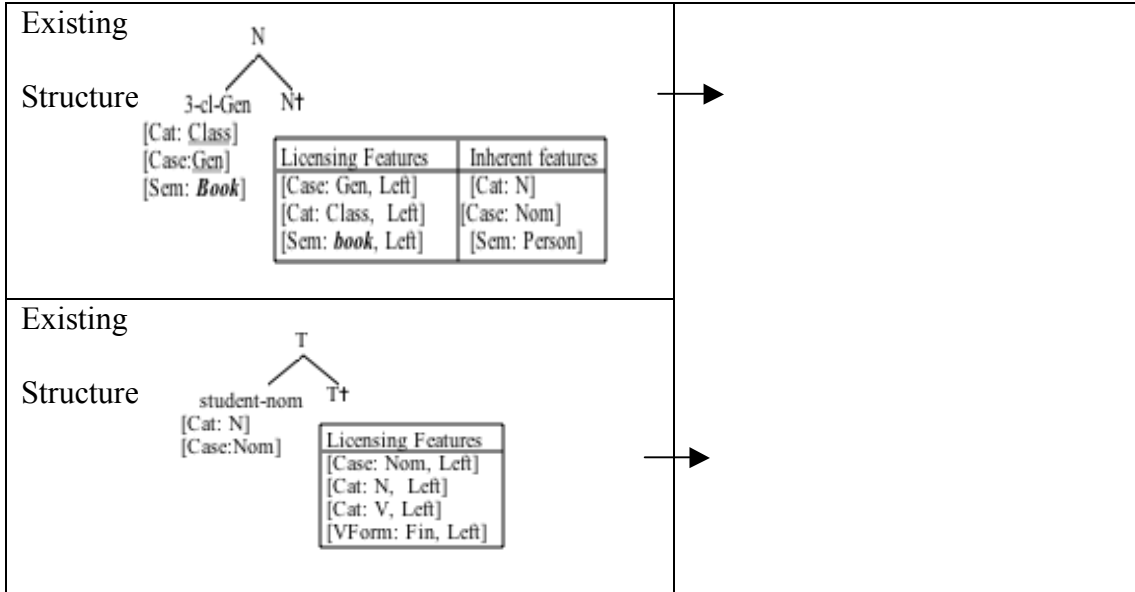 Existing
N
Structure
3-cl-Gen N†
[Cat: Class]
[Case:Gen]
[Sem: Book]
Licensing Features Inherent features
[Case: Gen, Left] [Cat: N]
[Cat: Class, Left] [Case: Nom]
[Sem: book, Left] [Sem: Person]
Existing
T
Structure
student-nom T†
[Cat: N]
[Case:Nom]
Licensing Features
[Case: Nom, Left]
[Cat: N, Left]
[Cat: V, Left]
[VForm: Fin, Left]